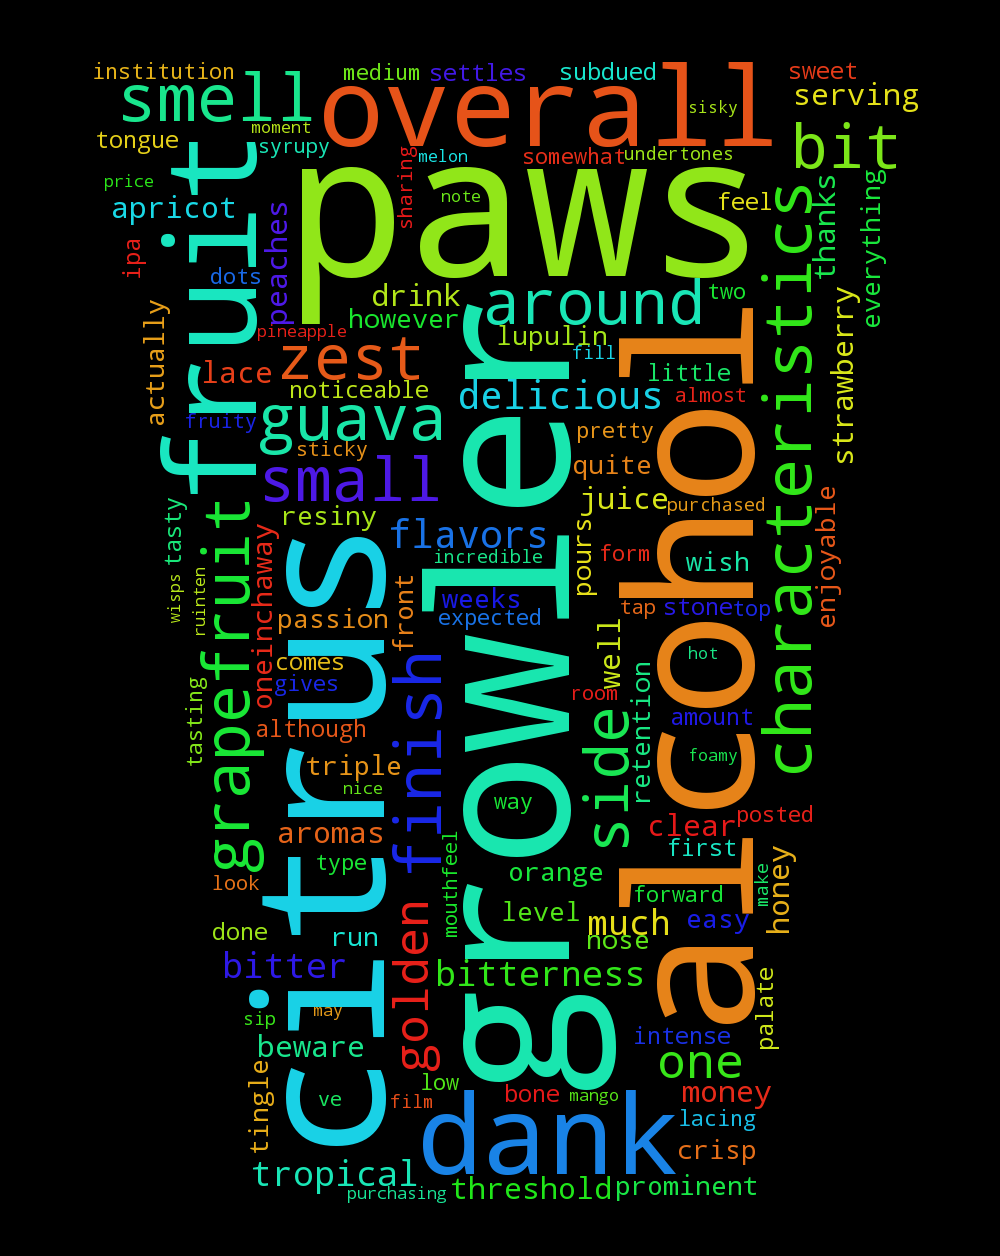 institution
medium
settles
subdued
sweet
smell
overall
sisky
serving
tongue
moment
syrupy
melon
somewhat
undertones
bit
price
fruit
paws
sharing
note
feel
characteristics
thanks
everything
apricot
peaches
ipa
dots
drink
around
two
however
actually
pineapple
zest
lupulin
fill
alcohol
strawberry
lace
noticeable
delicious
little
almost
fruity
guava
growler
pretty
sticky
small
quite
juice
purchased
resiny
flavors
incredible
pours
form
wish
enjoyable
tasty
grapefruit
oneinchaway
citrus
wisps
ruinten
passion
front
weeks
expected
tap
stone
top
well
hot
comes
gives
finish
room
retention
amount
tasting
although
side
triple
foamy
nice
way
aromas
clear
posted
type
mouthfeel
first
look
orange
forward
make
honey
level
much
easy
done
run
nose
golden
bitter
bitterness
palate
sip
may
intense
beware
one
tingle
ve
film
low
bone
mango
money
dank
lacing
crisp
tropical
purchasing
threshold
prominent